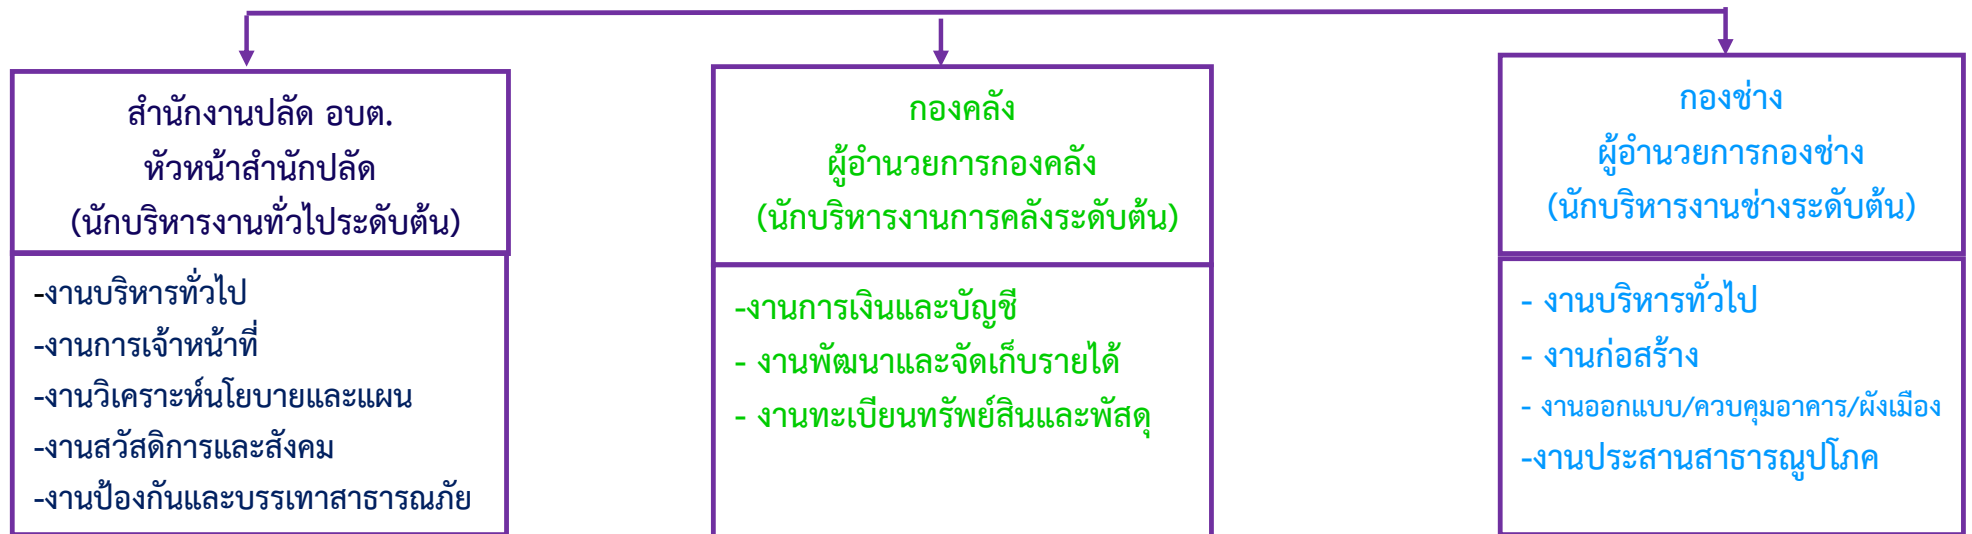 สำนักงานปลัด อบต.
หัวหน้าสำนักปลัด
(นักบริหารงานทั่วไประดับต้น)
-งานบริหารทั่วไป
-งานการเจ้าหน้าที่
-งานวิเคราะห์นโยบายและแผน
-งานสวัสดิการและสังคม
-งานป้องกันและบรรเทาสาธารณภัย
กองคลัง
ผู้อำนวยการกองคลัง
(นักบริหารงานการคลังระดับต้น)
-งานการเงินและบัญชี
- งานพัฒนาและจัดเก็บรายได้
- งานทะเบียนทรัพย์สินและพัสดุ
กองช่าง
ผู้อำนวยการกองช่าง
(นักบริหารงานช่างระดับต้น)
- งานบริหารทั่วไป
- งานก่อสร้าง
- งานออกแบบ/ควบคุมอาคาร/ผังเมือง
-งานประสานสาธารณูปโภค